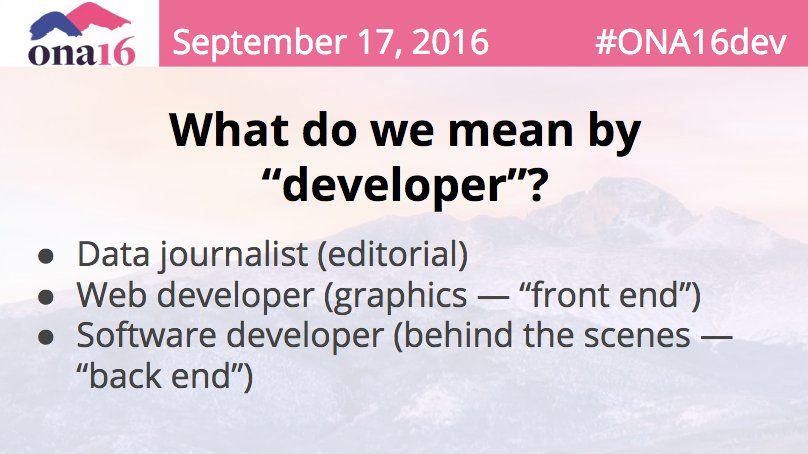 ona16
September 17, 2016
#ONA16dev
What do we mean by
“developer”?
● Data journalist (editorial)
● Web developer (graphics — “front end”)
● Software developer (behind the scenes —
“back end”)